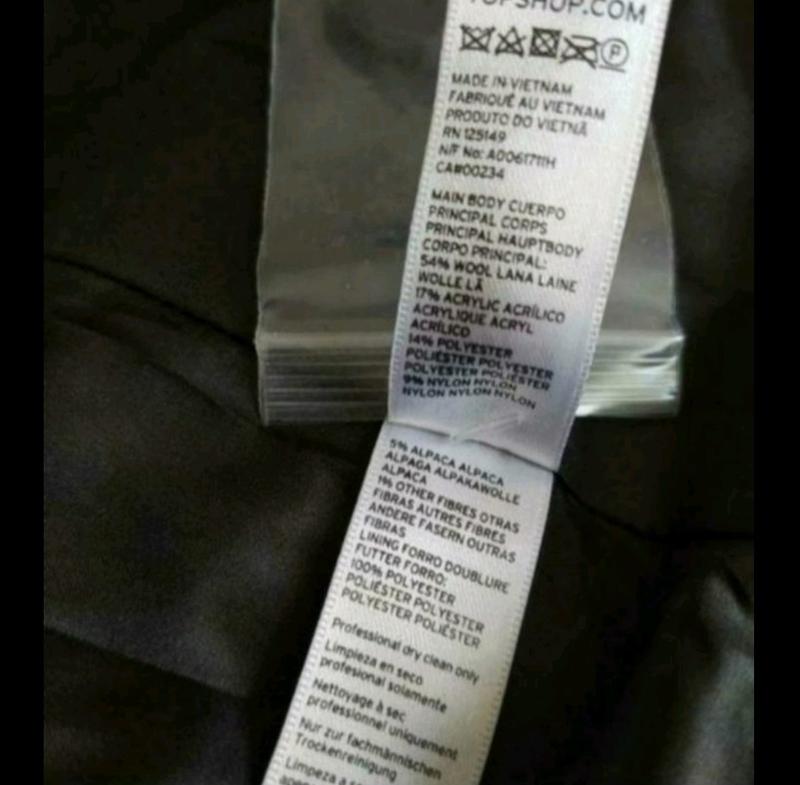 TOPSHOP.COM
P
MADE IN VIETNAM
FABRIQUÉ AU VIETNAM
PRODUTO DO VIETNÃ
RN 125149
N/F No: A0061711H
CA#00234
MAIN BODY CUERPO
PRINCIPAL CORPS
PRINCIPAL HAUPTBODY
CORPO PRINCIPAL:
54% WOOL LANA LAINE
WOLLE LÃ
17% ACRYLIC ACRÍLICO
ACRYLIQUE ACRYL
ACRÍLICO
14% POLYESTER
POLIÉSTER POLYESTER
POLYESTER POLIÉSTER
9% NYLON NYLON
NYLON NYLON NYLON
5% ALPACA ALPACA
ALPAGA ALPAKAWOLLE
ALPACA
1% OTHER FIBRES OTRAS
FIBRAS AUTRES FIBRES
ANDERE FASERN OUTRAS
FIBRAS
LINING FORRO DOUBLURE
FUTTER FORRO:
100% POLYESTER
POLIÉSTER POLYESTER
POLYESTER POLIÉSTER
Professional dry clean only
Limpieza en seco
profesional solamente
Nettoyage à sec
professionnel uniquement
Nur zur fachmännischen
Trockenreinigung
Limpeza a